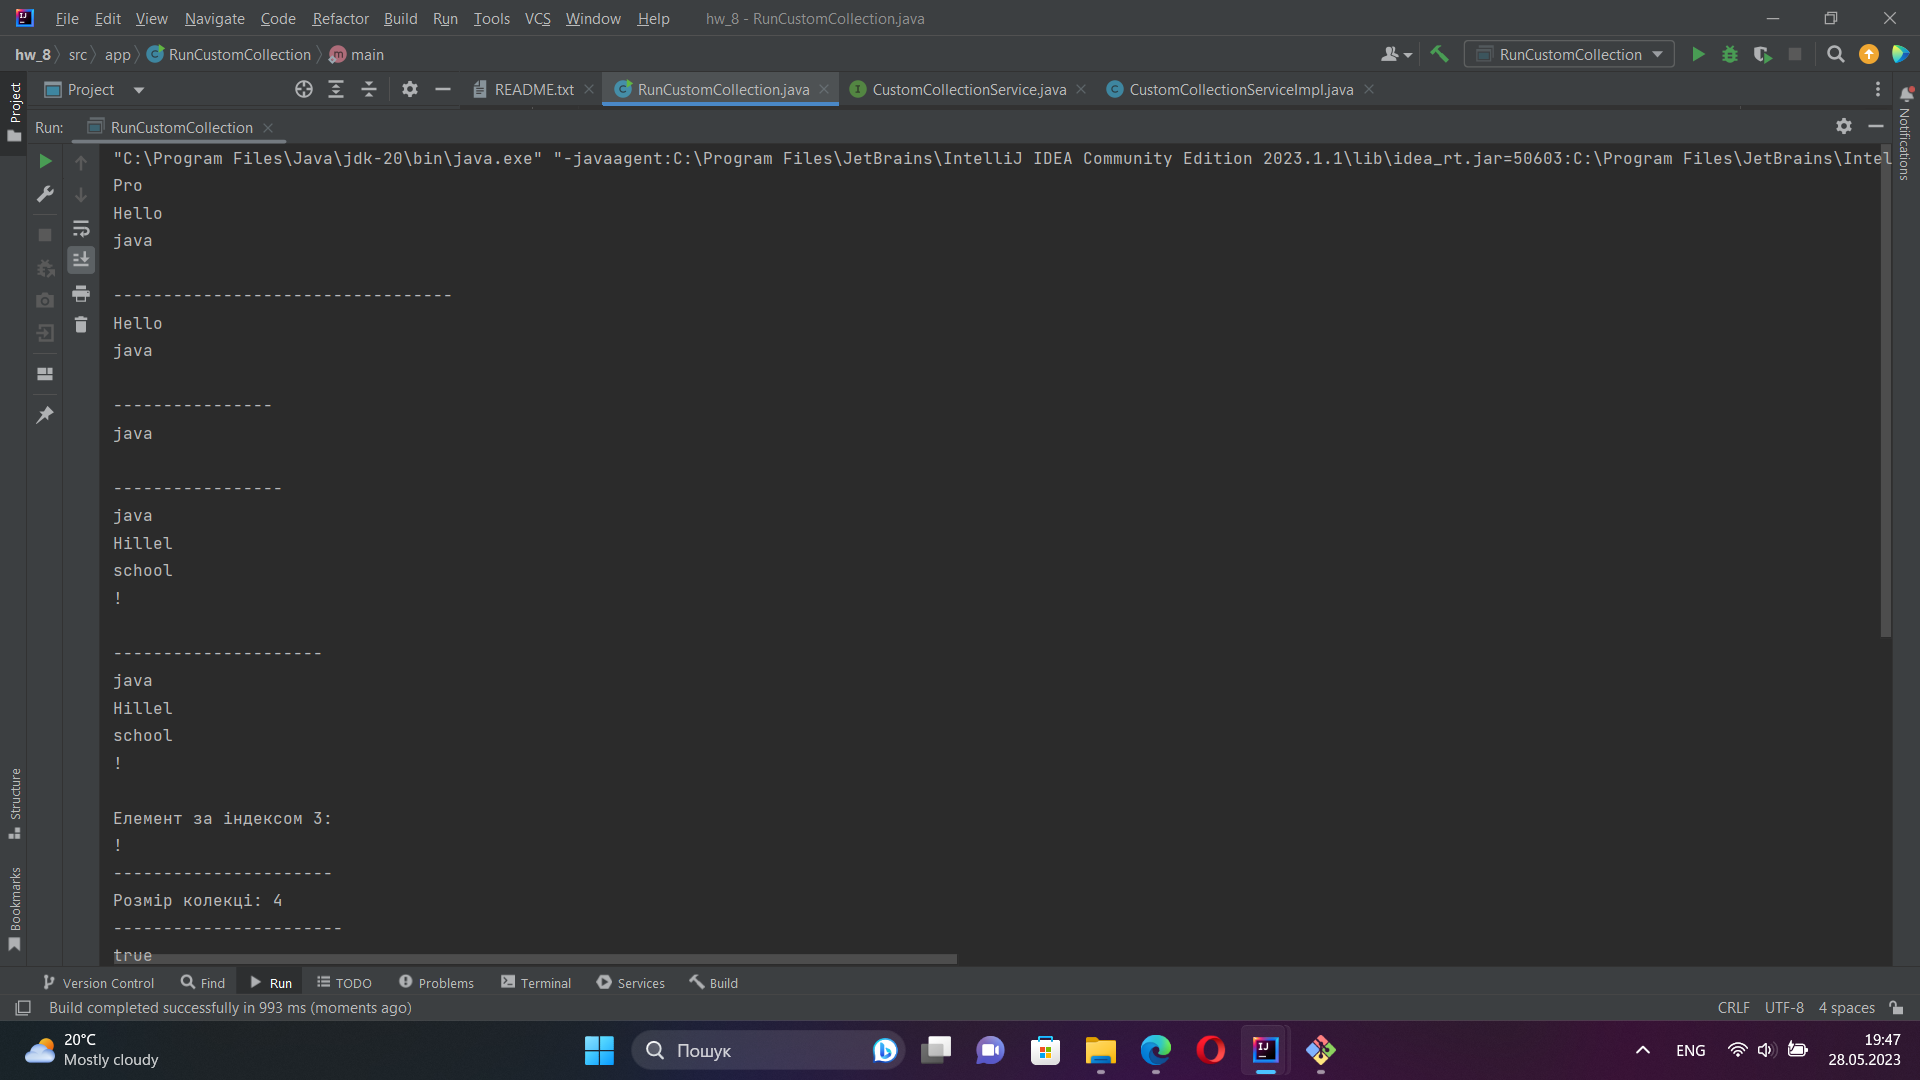 File Edit View Navigate Code Refactor Build Run Tools VCS Window Help hw_8 - RunCustomCollection.java
hw_8 src app RunCustomCollection main RunCustomCollection
Project README.txt RunCustomCollection.java CustomCollectionService.java CustomCollectionServiceImpl.java
Project
Notifications
Run: RunCustomCollection
"C:\Program Files\Java\jdk-20\bin\java.exe" "-javaagent:C:\Program Files\JetBrains\IntelliJ IDEA Community Edition 2023.1.1\lib\idea_rt.jar=50603:C:\Program Files\JetBrains\Intel
Pro
Hello
java
----------------------------------
Hello
java
----------------
java
-----------------
java
Hillel
school
!
---------------------
java
Hillel
school
!
Елемент за індексом 3:
!
----------------------
Розмір колекці: 4
-----------------------
true
Structure
Bookmarks
Version Control Find Run TODO Problems Terminal Services Build
Build completed successfully in 993 ms (moments ago) CRLF UTF-8 4 spaces
20°C
Mostly cloudy
Пошук
ENG
19:47
28.05.2023